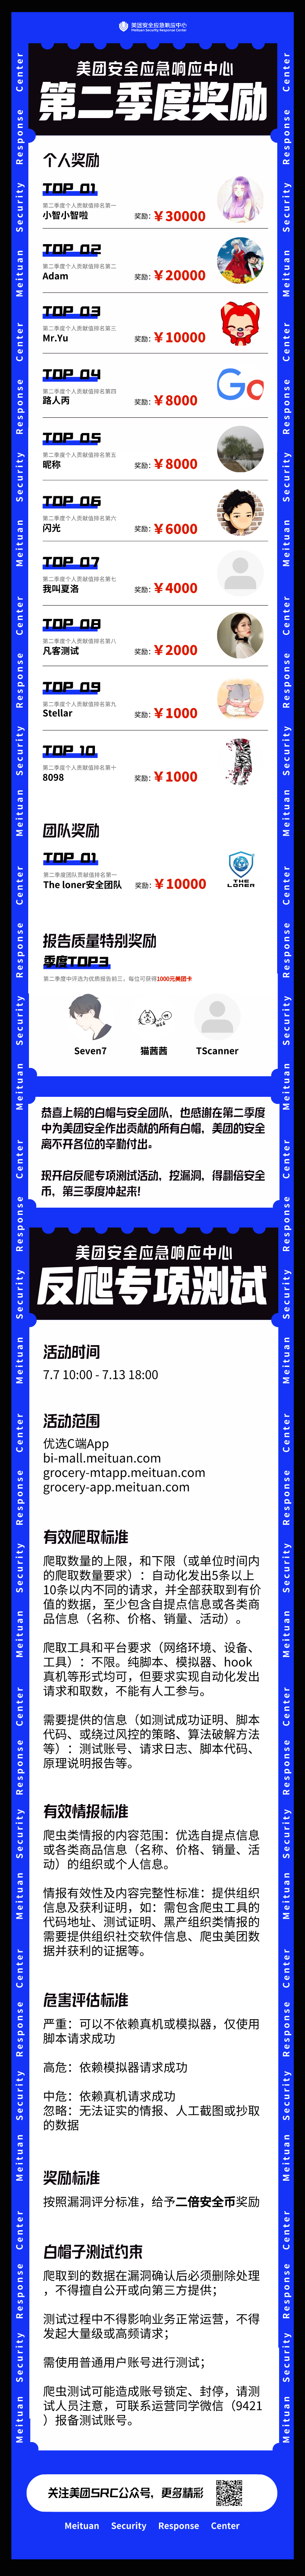 美团安全应急响应中心
Meituan Security Response Center
美团安全应急响应中心
第二季度奖励
个人奖励
TOP 01
第二季度个人贡献值排名第一
小智小智啦
奖励：￥30000
TOP 02
第二季度个人贡献值排名第二
Adam
奖励：￥20000
TOP 03
第二季度个人贡献值排名第三
Mr.Yu
奖励：￥10000
TOP 04
第二季度个人贡献值排名第四
路人丙
奖励：￥8000
Go
TOP 05
第二季度个人贡献值排名第五
昵称
奖励：￥8000
TOP 06
第二季度个人贡献值排名第六
闪光
奖励：￥6000
TOP 07
第二季度个人贡献值排名第七
我叫夏洛
奖励：￥4000
TOP 08
第二季度个人贡献值排名第八
凡客测试
奖励：￥2000
TOP 09
第二季度个人贡献值排名第九
Stellar
奖励：￥1000
TOP 10
第二季度个人贡献值排名第十
8098
奖励：￥1000
团队奖励
TOP 01
第二季度团队贡献值排名第一
The loner安全团队
奖励：￥10000
THE
LONER
报告质量特别奖励
季度TOP3
第二季度中评选为优质报告前三，每位可获得1000元美团卡
Seven7
猫茜茜
TScanner
恭喜上榜的白帽与安全团队，也感谢在第二季度
中为美团安全作出贡献的所有白帽，美团的安全
离不开各位的辛勤付出。
现开启反爬专项测试活动，挖漏洞，得翻倍安全
币，第三季度冲起来！
美团安全应急响应中心
反爬专项测试
活动时间
7.7 10:00 - 7.13 18:00
活动范围
优选C端App
bi-mall.meituan.com
grocery-mtapp.meituan.com
grocery-app.meituan.com
有效爬取标准
爬取数量的上限，和下限（或单位时间内
的爬取数量要求）：自动化发出5条以上
10条以内不同的请求，并全部获取到有价
值的数据，至少包含自提点信息或各类商
品信息（名称、价格、销量、活动）。
爬取工具和平台要求（网络环境、设备、
工具）：不限。纯脚本、模拟器、hook
真机等形式均可，但要求实现自动化发出
请求和取数，不能有人工参与。
需要提供的信息（如测试成功证明、脚本
代码、或绕过风控的策略、算法破解方法
等）：测试账号、请求日志、脚本代码、
原理说明报告等。
有效情报标准
爬虫类情报的内容范围：优选自提点信息
或各类商品信息（名称、价格、销量、活
动）的组织或个人信息。
情报有效性及内容完整性标准：提供组织
信息及获利证明，如：需包含爬虫工具的
代码地址、测试证明、黑产组织类情报的
需要提供组织社交软件信息、爬虫美团数
据并获利的证据等。
危害评估标准
严重：可以不依赖真机或模拟器，仅使用
脚本请求成功
高危：依赖模拟器请求成功
中危：依赖真机请求成功
忽略：无法证实的情报、人工截图或抄取
的数据
奖励标准
按照漏洞评分标准，给予二倍安全币奖励
白帽子测试约束
爬取到的数据在漏洞确认后必须删除处理
，不得擅自公开或向第三方提供；
测试过程中不得影响业务正常运营，不得
发起大量级或高频请求；
需使用普通用户账号进行测试；
爬虫测试可能造成账号锁定、封停，请测
试人员注意，可联系运营同学微信（9421
）报备测试账号。
关注美团SRC公众号，更多精彩
Meituan Security Response Center